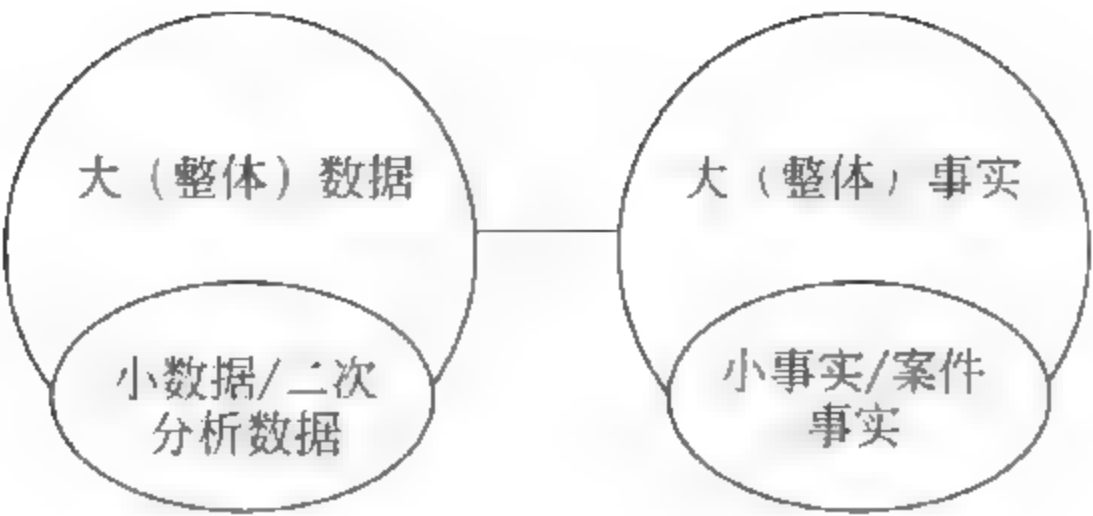 大（整体）数据
大（整体）事实
小数据/二次
分析数据
小事实/案件
事实